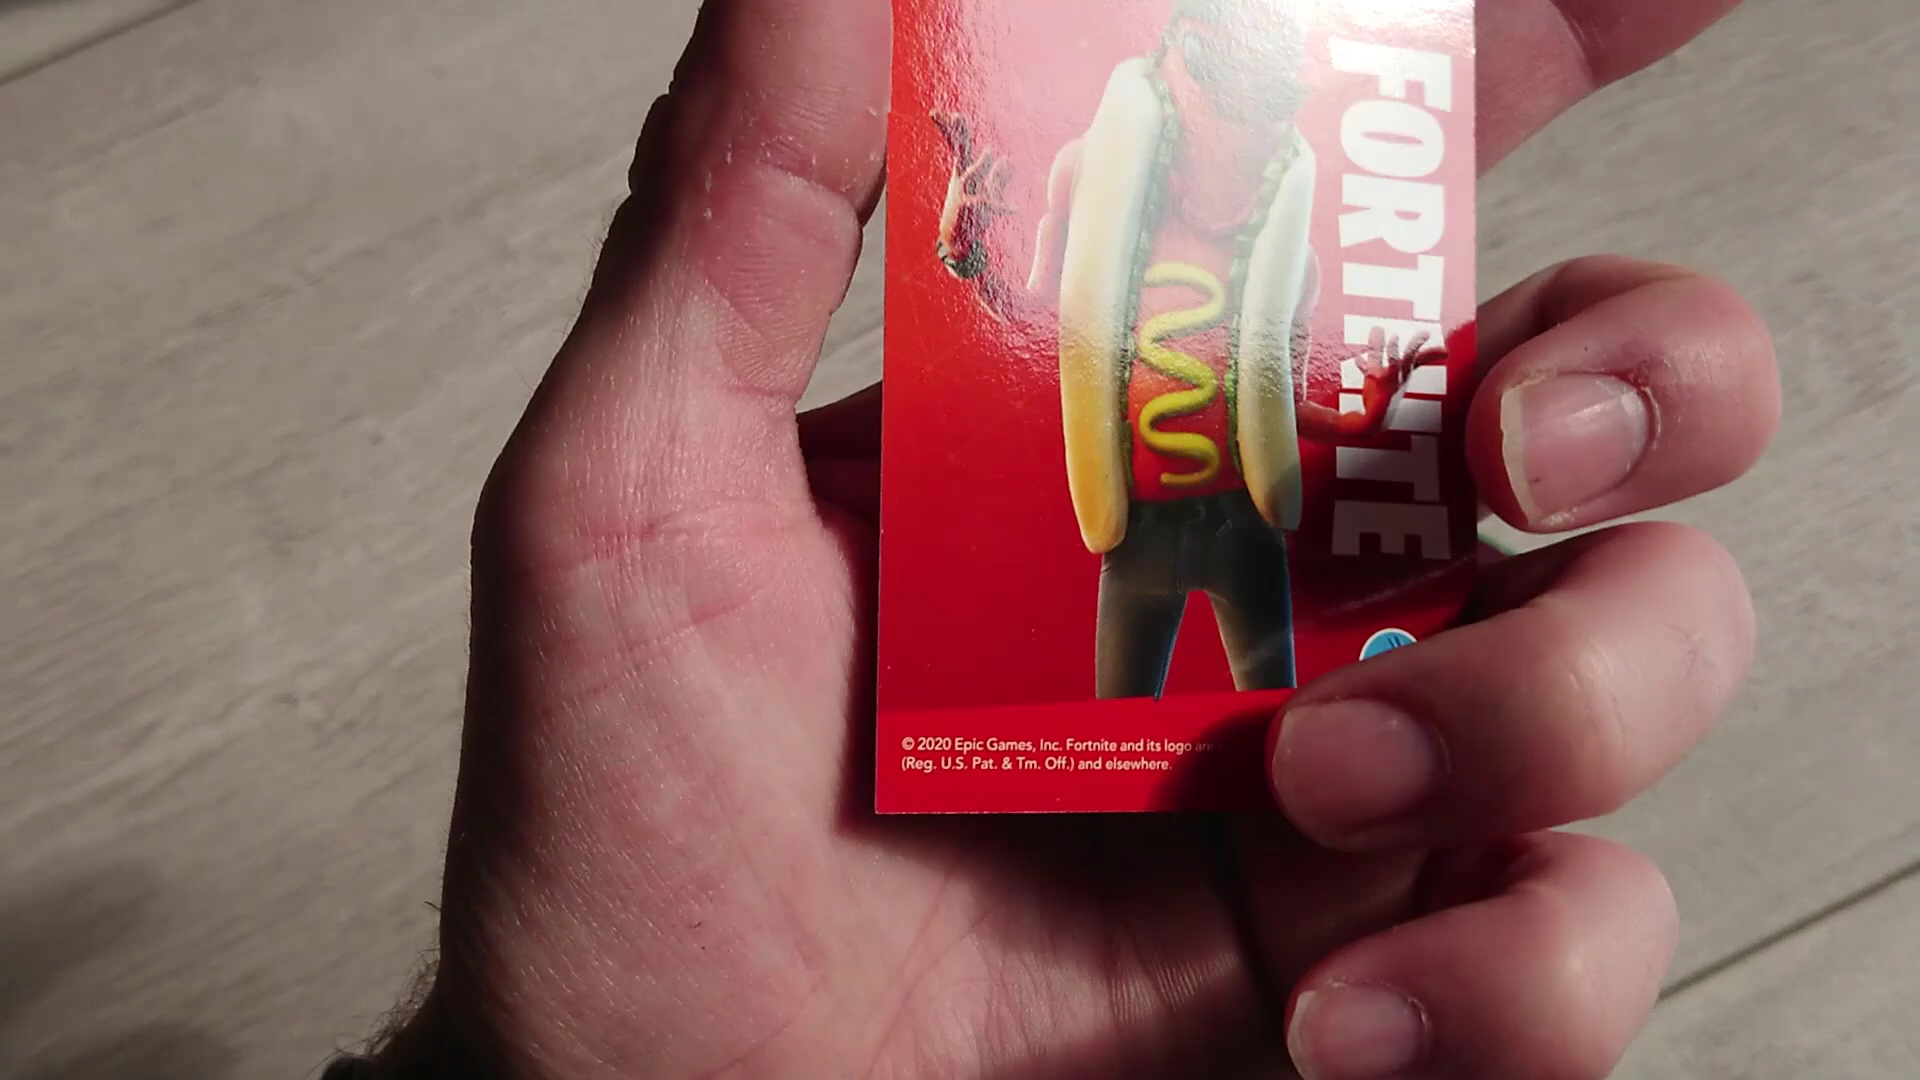 FORTNITE
© 2020 Epic Games, Inc. Fortnite and its logo are
(Reg. U.S. Pat. & Tm. Off.) and elsewhere.